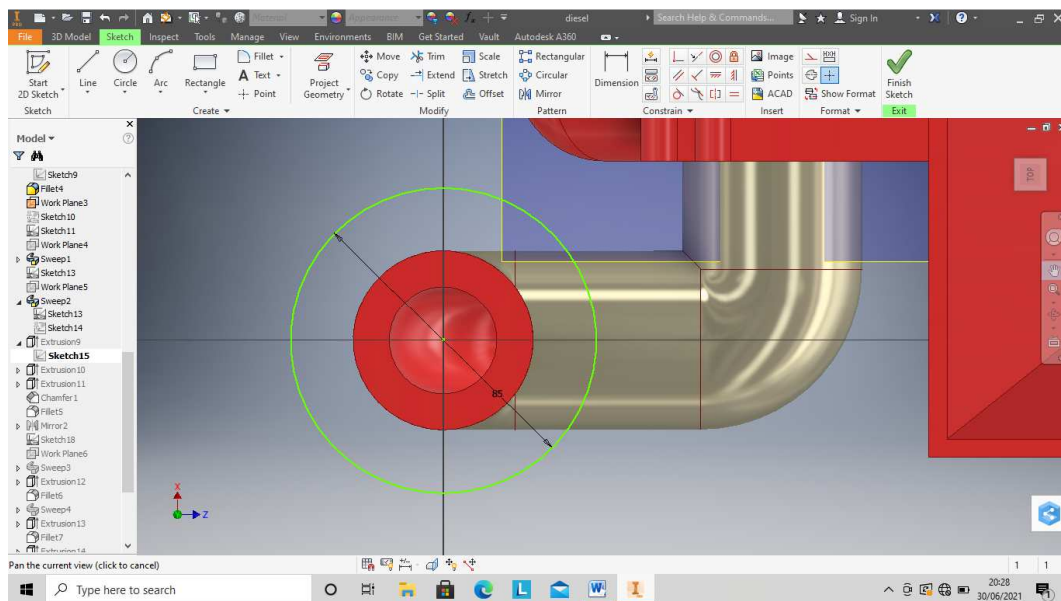 PRO
Material
Appearance
diesel
Search Help & Commands...
Sign In
File 3D Model Sketch Inspect Tools Manage View Environments BIM Get Started Vault Autodesk A360
Start 2D Sketch
Line
Circle
Arc
Rectangle
Fillet
Text
Point
Project Geometry
Move
Copy
Rotate
Trim
Extend
Split
Scale
Stretch
Offset
Rectangular
Circular
Mirror
Dimension
Image
Points
ACAD
Show Format
Finish Sketch
Sketch Create Modify Pattern Constrain Insert Format Exit
Model
Sketch9
Fillet4
Work Plane3
Sketch10
Sketch11
Work Plane4
Sweep1
Sketch13
Work Plane5
Sweep2
Sketch13
Sketch14
Extrusion9
Sketch15
Extrusion10
Extrusion11
Chamfer1
Fillet5
Mirror2
Sketch18
Work Plane6
Sweep3
Extrusion12
Fillet6
Sweep4
Extrusion13
Fillet7
Extrusion14
TOP
85
X
Z
Pan the current view (click to cancel)
1 1
Type here to search
20:28
30/06/2021